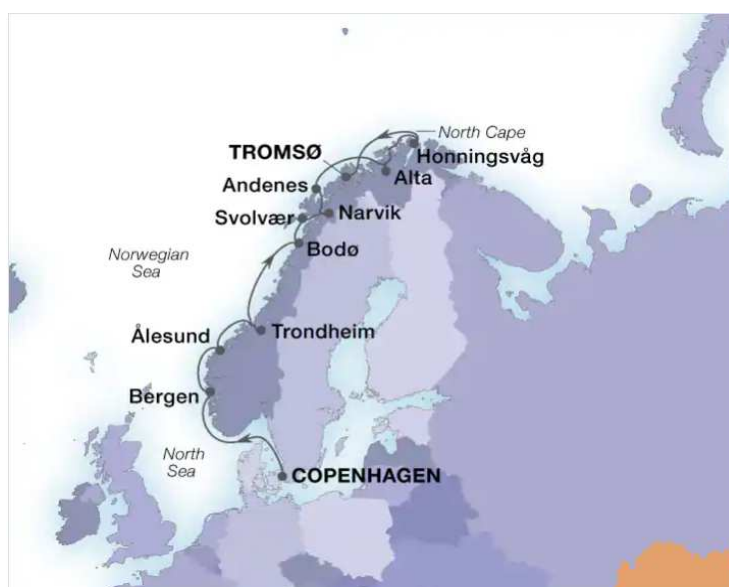 North Cape
TROMSØ
Honningsvåg
Alta
Andenes
Svolvær
Narvik
Bodø
Norwegian
Sea
Ålesund
Trondheim
Bergen
North
Sea
COPENHAGEN